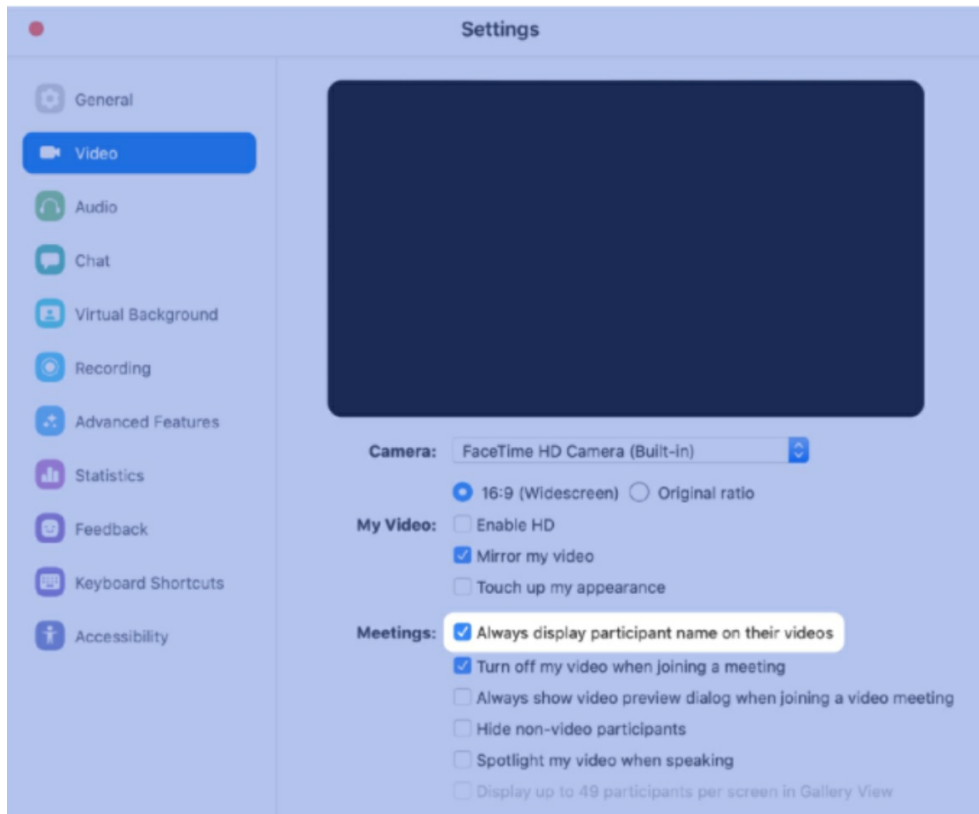 Settings
General
Video
Audio
Chat
Virtual Background
Recording
Advanced Features
Statistics
Feedback
Keyboard Shortcuts
Accessibility
Camera: FaceTime HD Camera (Built-in)
16:9 (Widescreen) Original ratio
My Video: Enable HD
Mirror my video
Touch up my appearance
Meetings: Always display participant name on their videos
Turn off my video when joining a meeting
Always show video preview dialog when joining a video meeting
Hide non-video participants
Spotlight my video when speaking
Display up to 49 participants per screen in Gallery View